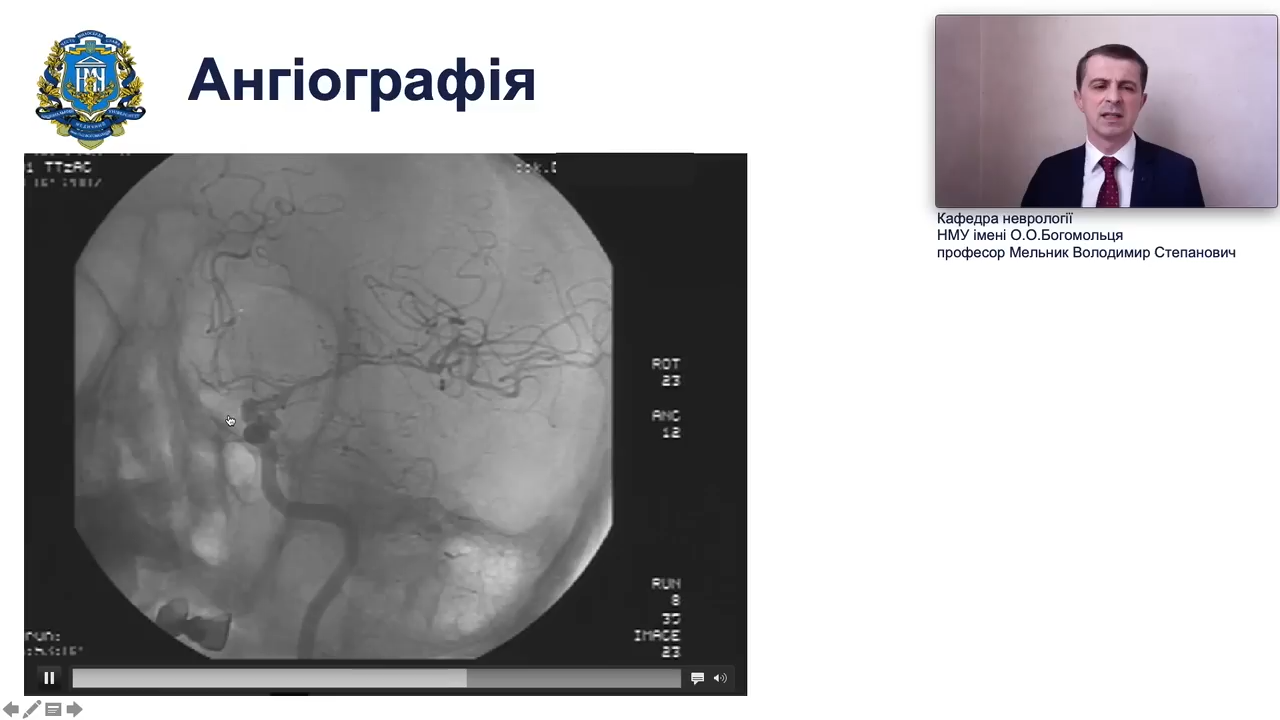 Ангіографія
Кафедра неврології
НМУ імені О.О.Богомольця
професор Мельник Володимир Степанович
ROT
23
ANG
12
RUN
8
IMAGE
23